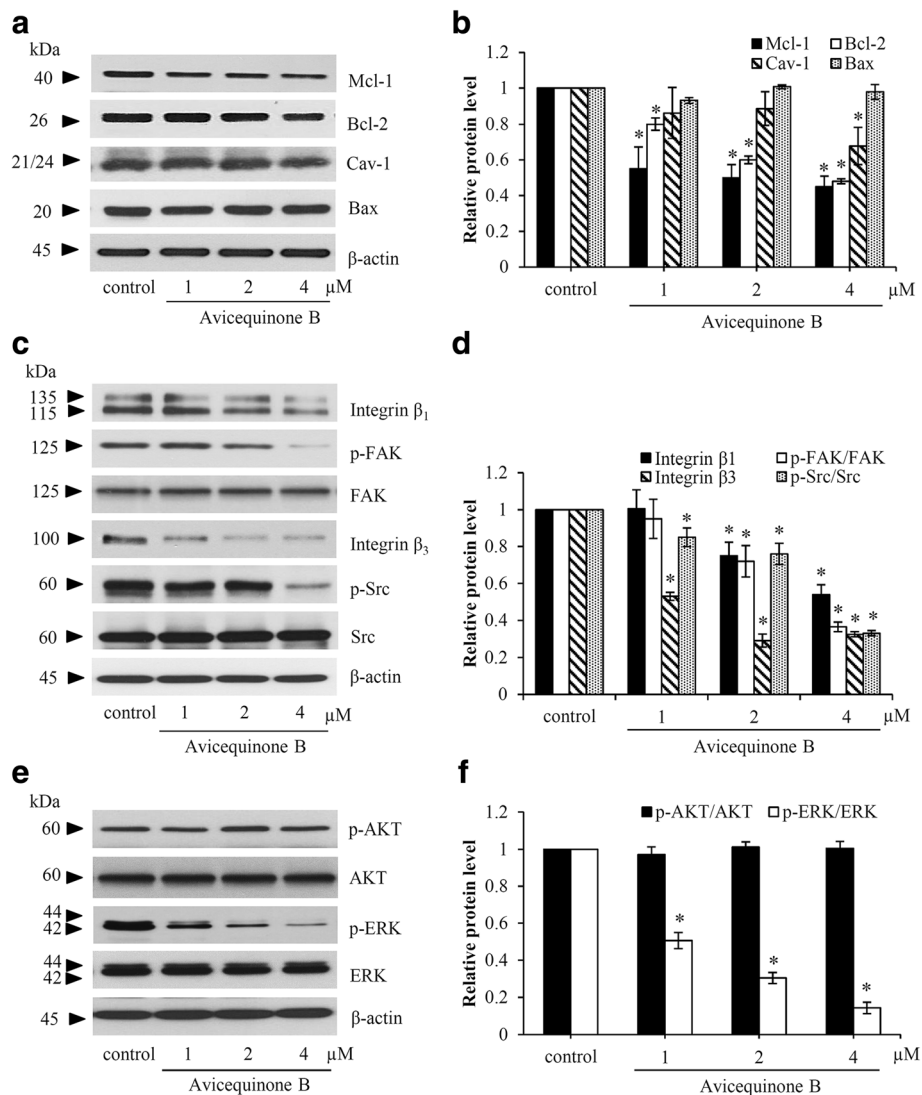 a
kDa
40 Mcl-1
26 Bcl-2
21/24 Cav-1
20 Bax
45 β-actin
control 1 2 4 µM
Avicequinone B
b
Mcl-1 Bcl-2
Cav-1 Bax
Relative protein level
1.2
1
0.8
0.6
0.4
0.2
0
* * * * * * *
control 1 2 4 µM
Avicequinone B
c
kDa
135
115 Integrin β1
125 p-FAK
125 FAK
100 Integrin β3
60 p-Src
60 Src
45 β-actin
control 1 2 4 µM
Avicequinone B
d
Integrin β1 p-FAK/FAK
Integrin β3 p-Src/Src
Relative protein level
1.2
1
0.8
0.6
0.4
0.2
0
* * * * * * * * * *
control 1 2 4 µM
Avicequinone B
e
kDa
60 p-AKT
60 AKT
44
42 p-ERK
44
42 ERK
45 β-actin
control 1 2 4 µM
Avicequinone B
f
p-AKT/AKT p-ERK/ERK
Relative protein level
1.2
1
0.8
0.6
0.4
0.2
0
* * *
control 1 2 4 µM
Avicequinone B